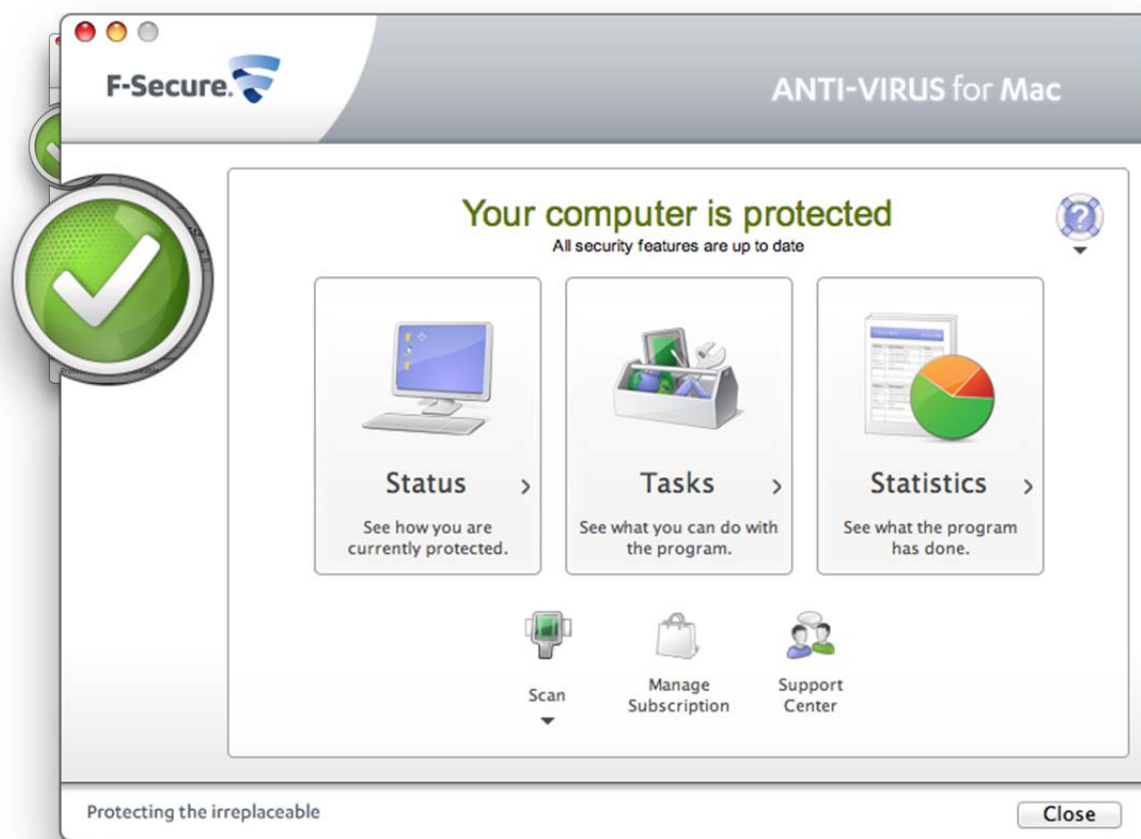 F-Secure.
ANTI-VIRUS for Mac
Your computer is protected
All security features are up to date
?
Status
See how you are
currently protected.
Tasks
See what you can do with
the program.
Statistics
See what the program
has done.
Scan
Manage
Subscription
Support
Center
Protecting the irreplaceable
Close